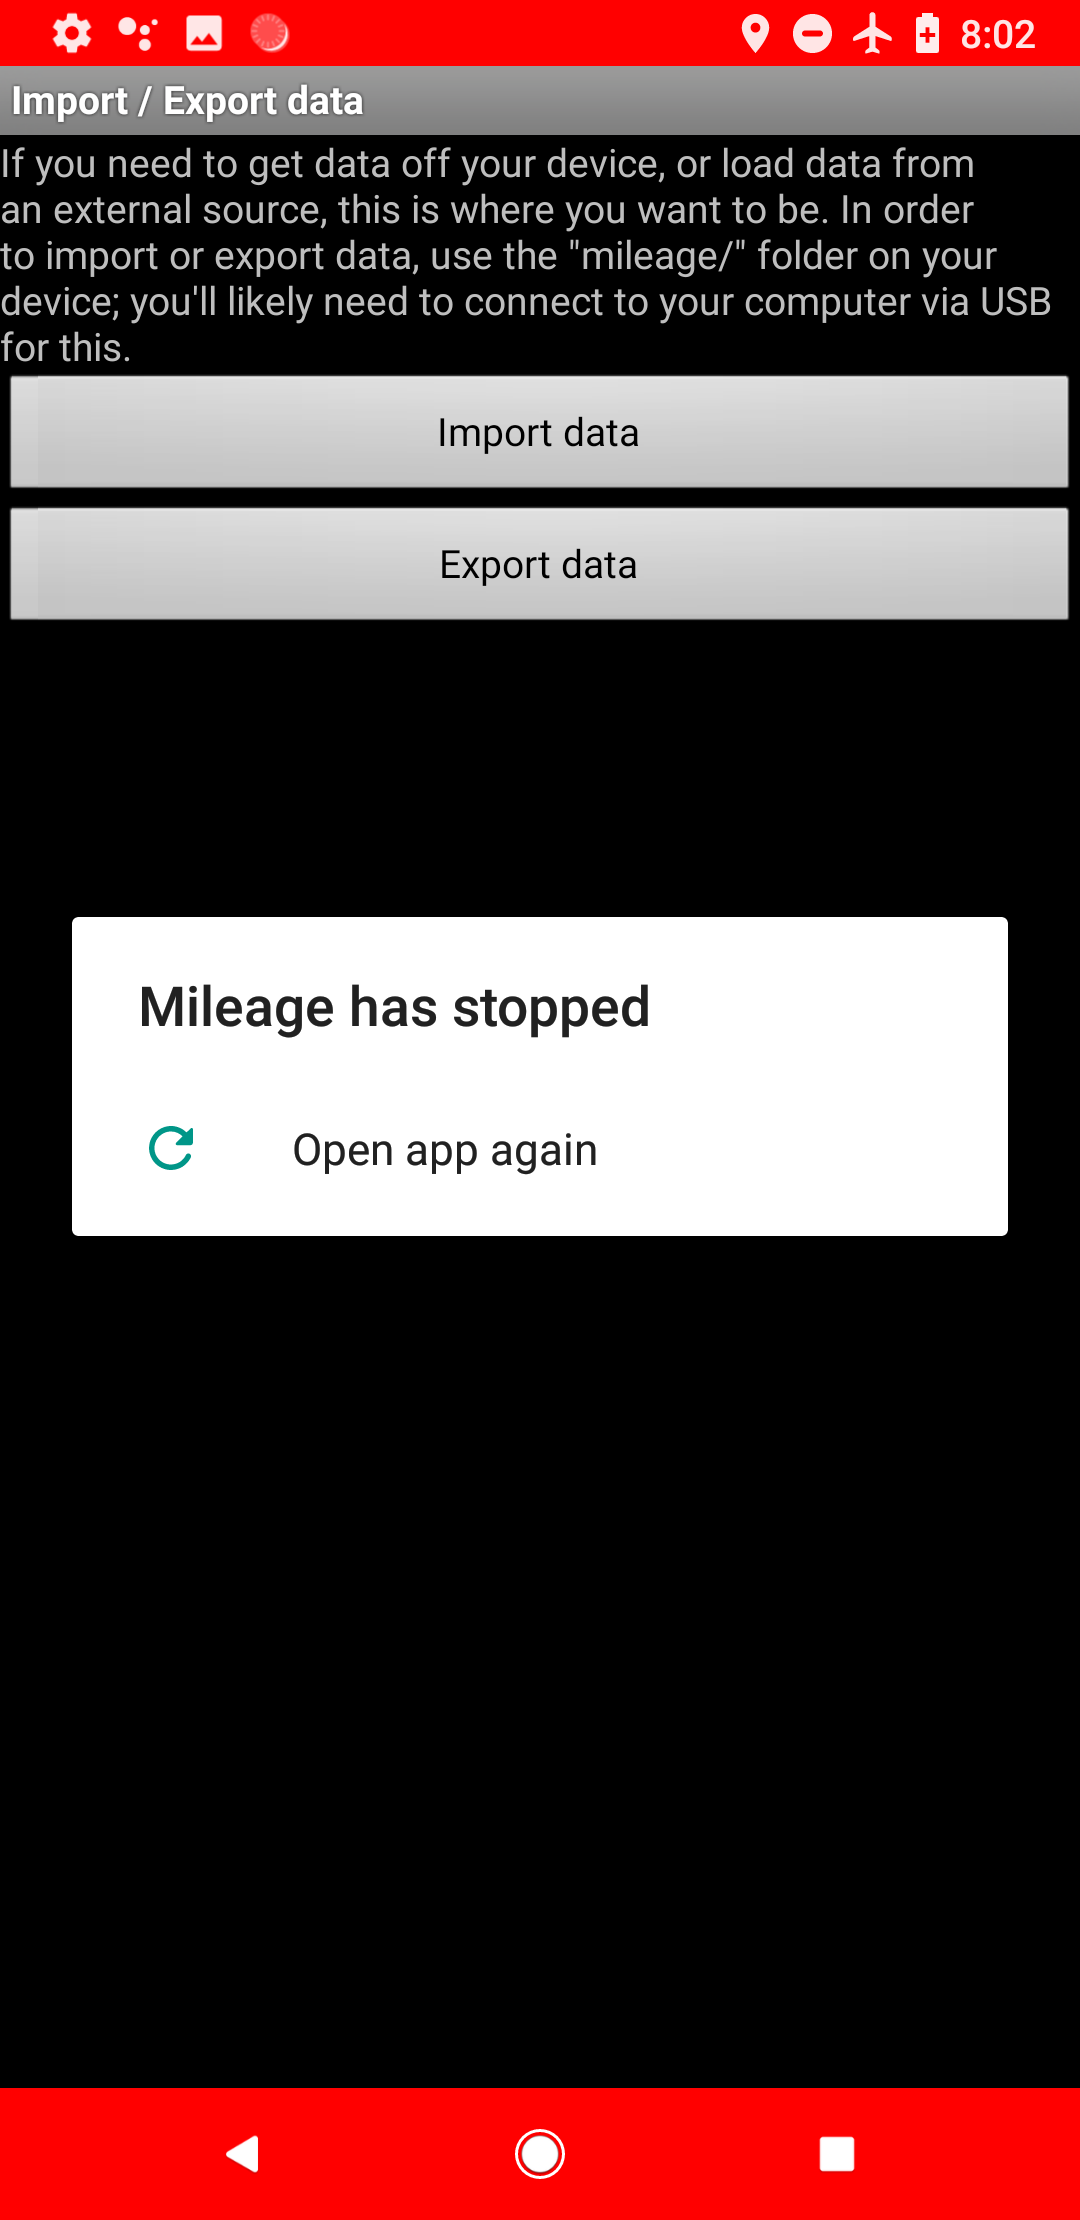 8:02
Import / Export data
If you need to get data off your device, or load data from
an external source, this is where you want to be. In order
to import or export data, use the "mileage/" folder on your
device; you'll likely need to connect to your computer via USB
for this.
Import data
Export data
Mileage has stopped
Open app again